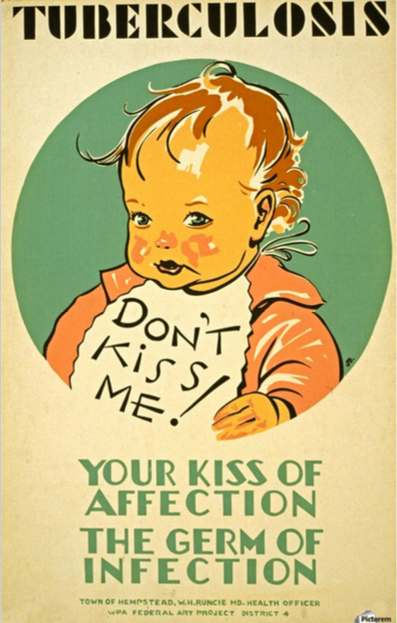 TUBERCULOSIS
DON'T
KISS
ME!
YOUR KISS OF
AFFECTION
THE GERM OF
INFECTION
TOWN OF HEMPSTEAD, W.H. RUNCIE MD. HEALTH OFFICER
WPA FEDERAL ART PROJECT DISTRICT 4
Pictorem